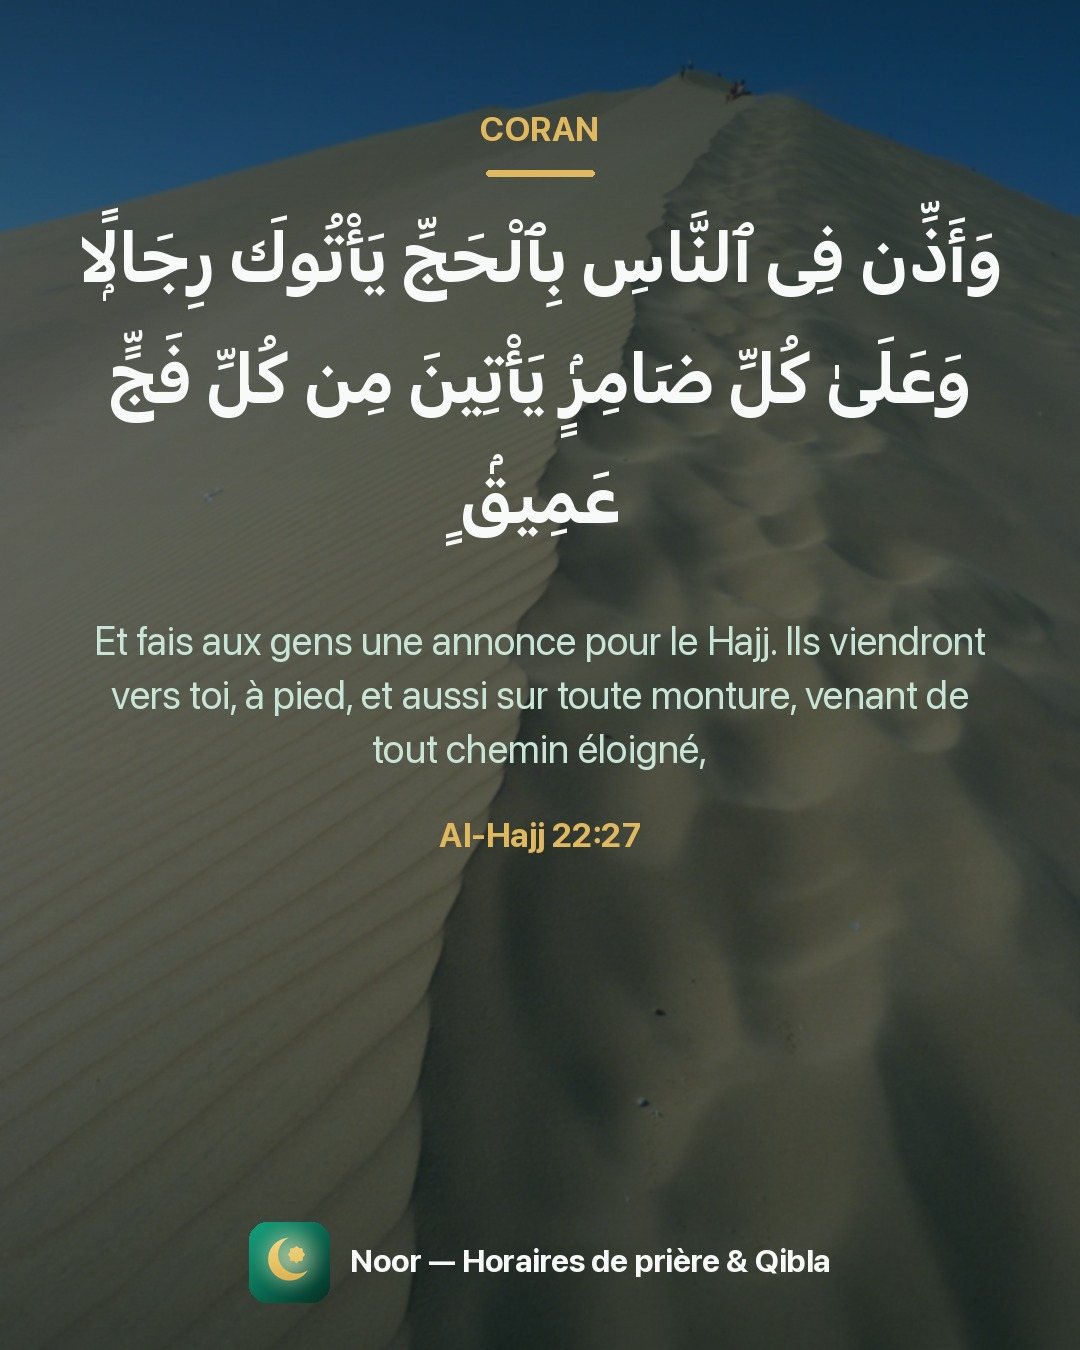 CORAN
وَأَذِّن فِى ٱلنَّاسِ بِٱلْحَجِّ يَأْتُوكَ رِجَالًۭا
وَعَلَىٰ كُلِّ ضَامِرٍۢ يَأْتِينَ مِن كُلِّ فَجٍّ
عَمِيقٍۢ
Et fais aux gens une annonce pour le Hajj. Ils viendront
vers toi, à pied, et aussi sur toute monture, venant de
tout chemin éloigné,
Al-Hajj 22:27
Noor — Horaires de prière & Qibla